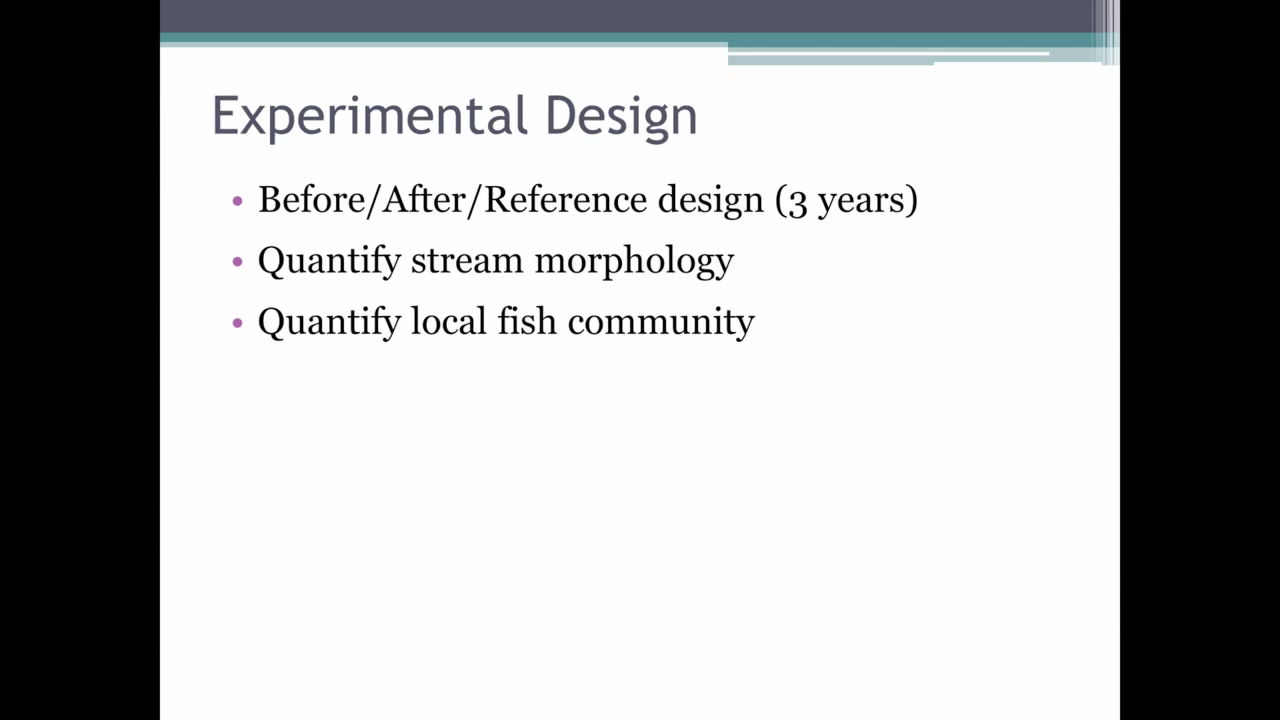 Experimental Design
• Before/After/Reference design (3 years)
• Quantify stream morphology
• Quantify local fish community